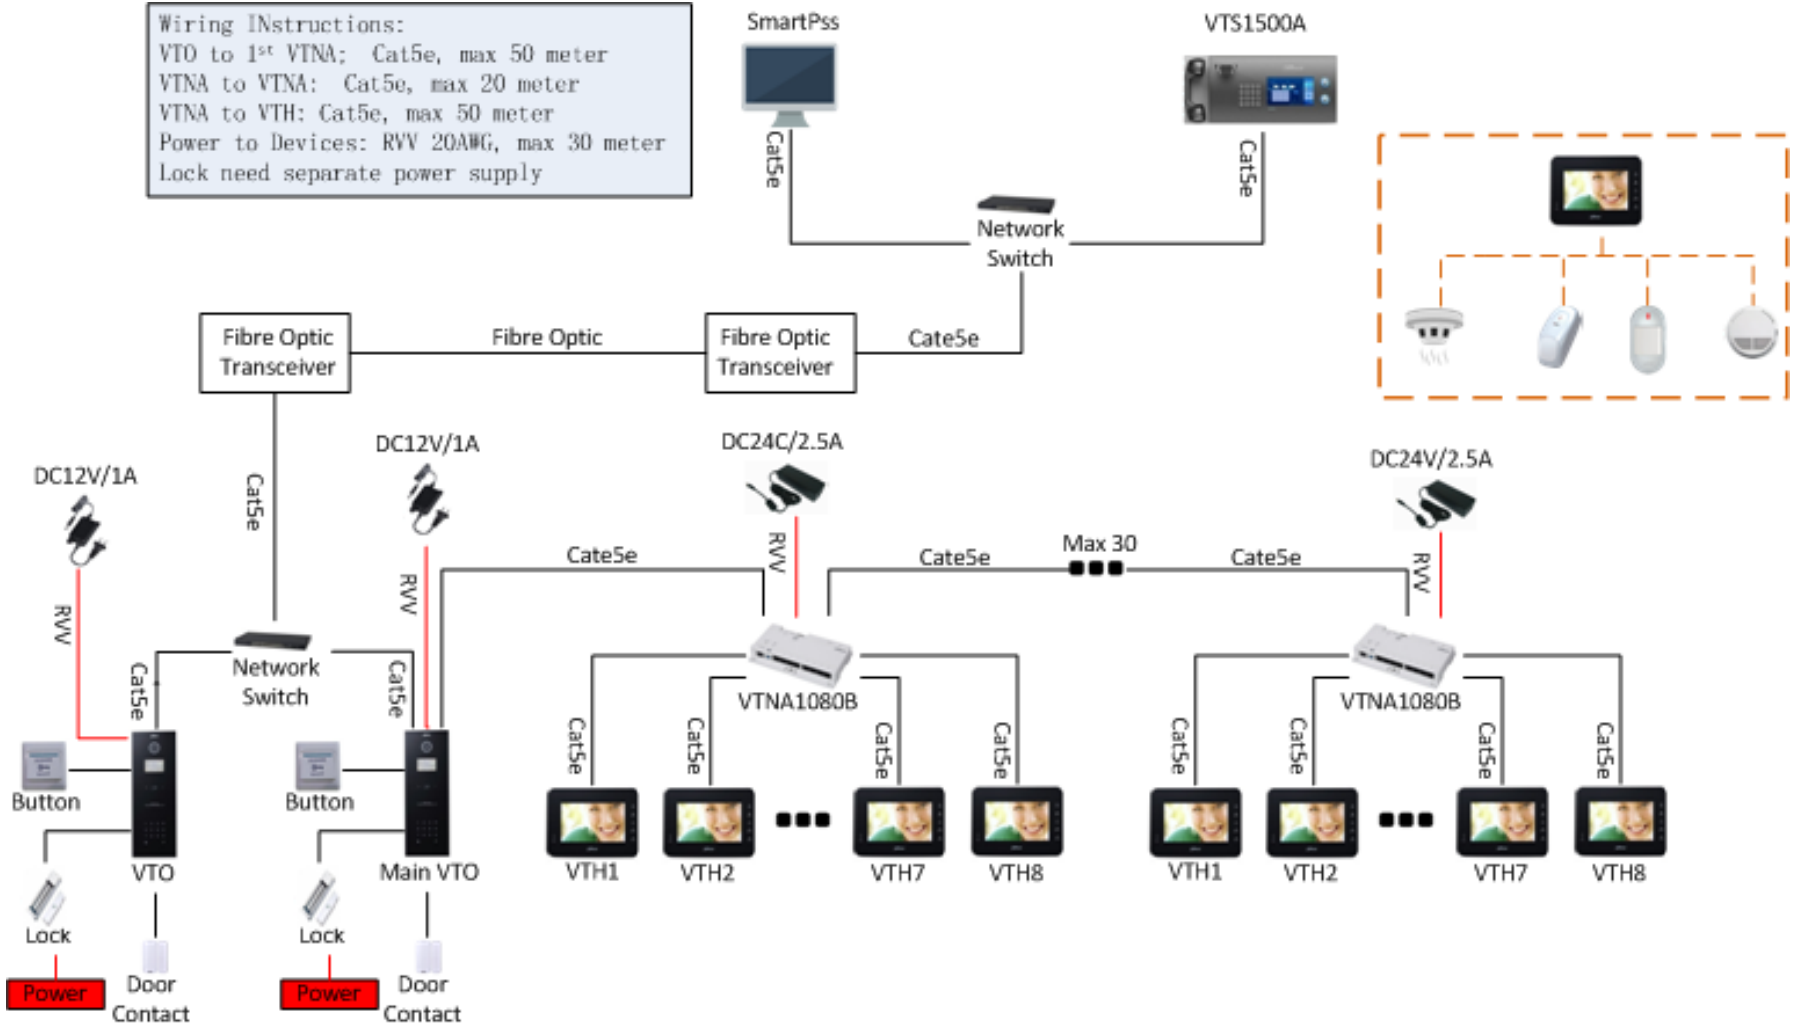 Wiring INstructions:
VTO to 1st VTNA; Cat5e, max 50 meter
VTNA to VTNA: Cat5e, max 20 meter
VTNA to VTH: Cat5e, max 50 meter
Power to Devices: RVV 20AWG, max 30 meter
Lock need separate power supply
SmartPss
VTS1500A
Cat5e
Cat5e
Network
Switch
Fibre Optic
Transceiver
Fibre Optic
Fibre Optic
Transceiver
Cate5e
DC12V/1A
DC12V/1A
DC24C/2.5A
DC24V/2.5A
Cat5e
RVV
RVV
RVV
RVV
Cate5e
Cate5e
Max 30
Cate5e
Network
Switch
Cat5e
Cat5e
VTNA1080B
VTNA1080B
Cat5e
Cat5e
Cat5e
Cat5e
Cat5e
Cat5e
Cat5e
Cat5e
Button
Button
VTO
Main VTO
VTH1
VTH2
VTH7
VTH8
VTH1
VTH2
VTH7
VTH8
Lock
Lock
Power
Door
Contact
Power
Door
Contact